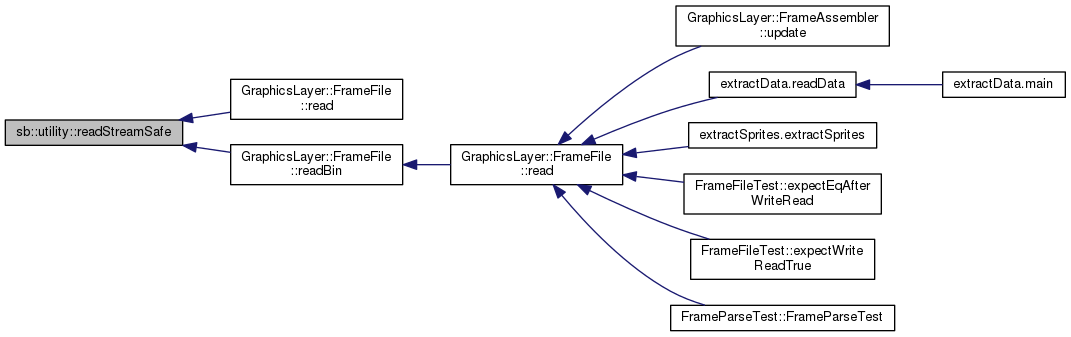 sb::utility::readStreamSafe
GraphicsLayer::FrameFile
::read
GraphicsLayer::FrameFile
::readBin
GraphicsLayer::FrameFile
::read
GraphicsLayer::FrameAssembler
::update
extractData.readData
extractData.main
extractSprites.extractSprites
FrameFileTest::expectEqAfter
WriteRead
FrameFileTest::expectWrite
ReadTrue
FrameParseTest::FrameParseTest